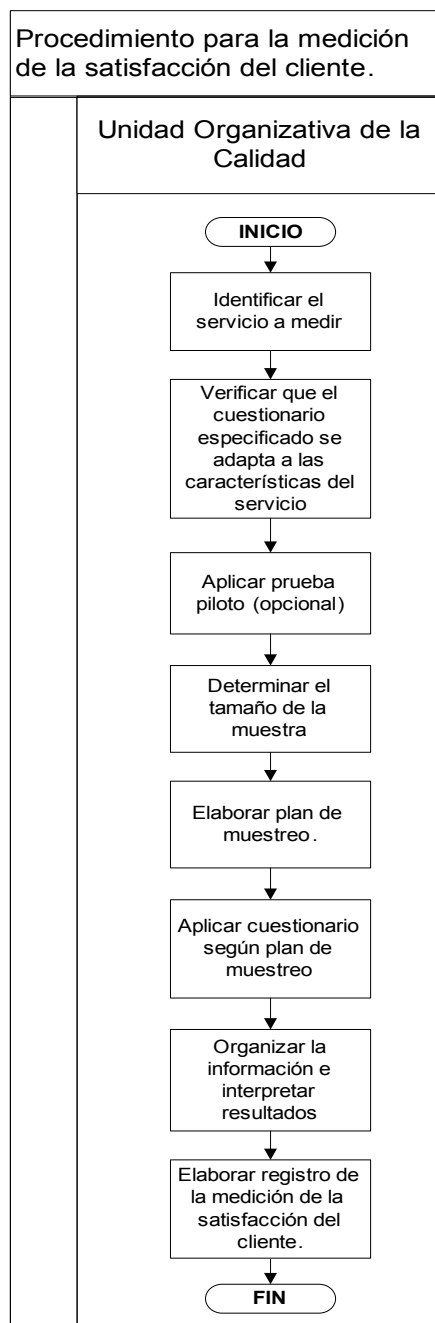 Procedimiento para la medición
de la satisfacción del cliente.
Unidad Organizativa de la
Calidad
INICIO
Identificar el
servicio a medir
Verificar que el
cuestionario
especificado se
adapta a las
características del
servicio
Aplicar prueba
piloto (opcional)
Determinar el
tamaño de la
muestra
Elaborar plan de
muestreo.
Aplicar cuestionario
según plan de
muestreo
Organizar la
información e
interpretar
resultados
Elaborar registro de
la medición de la
satisfacción del
cliente.
FIN